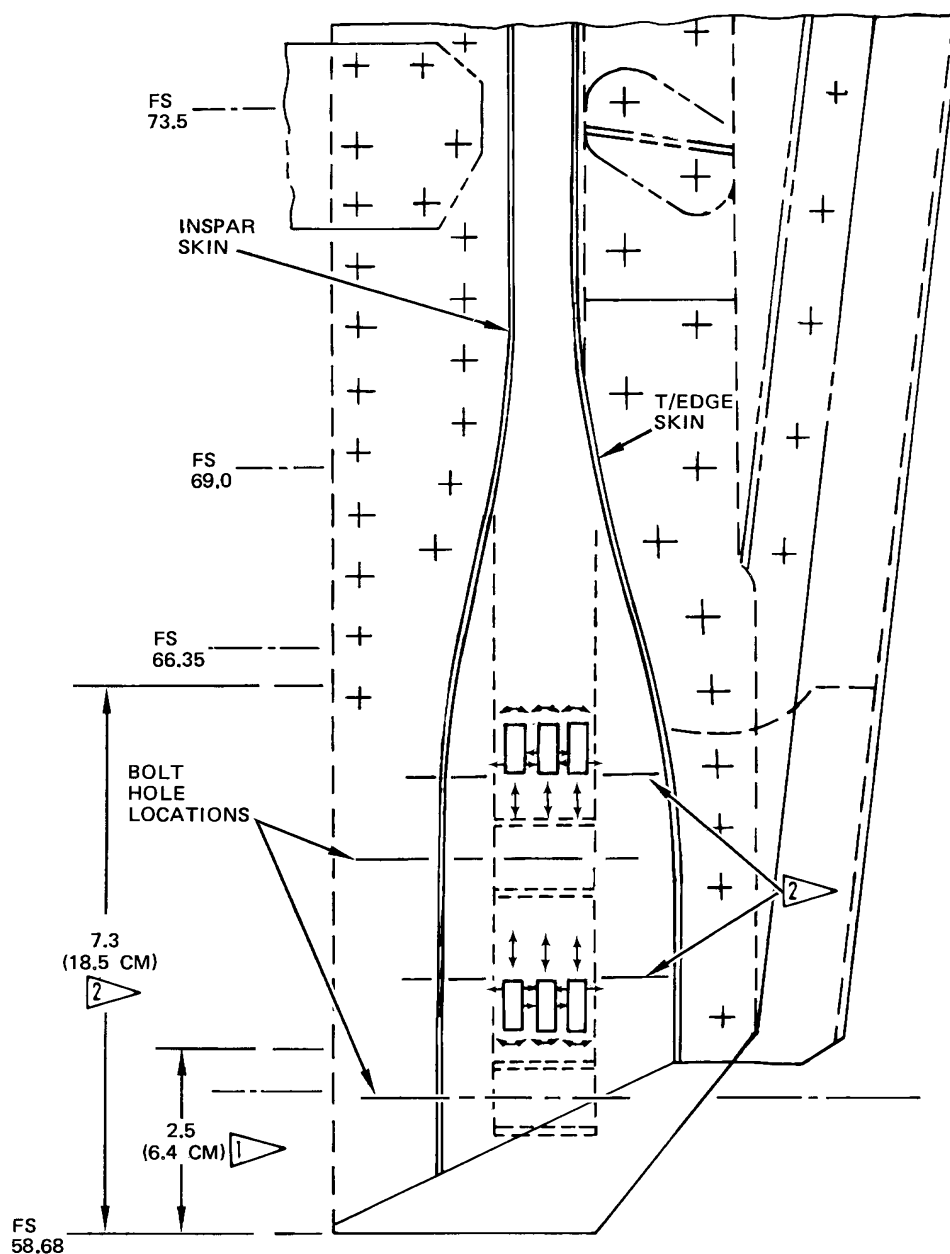 FS
73.5
INSPAR
SKIN
T/EDGE
SKIN
FS
69.0
FS
66.35
BOLT
HOLE
LOCATIONS
2
7.3
(18.5 CM)
2
2.5
(6.4 CM)
1
FS
58.68